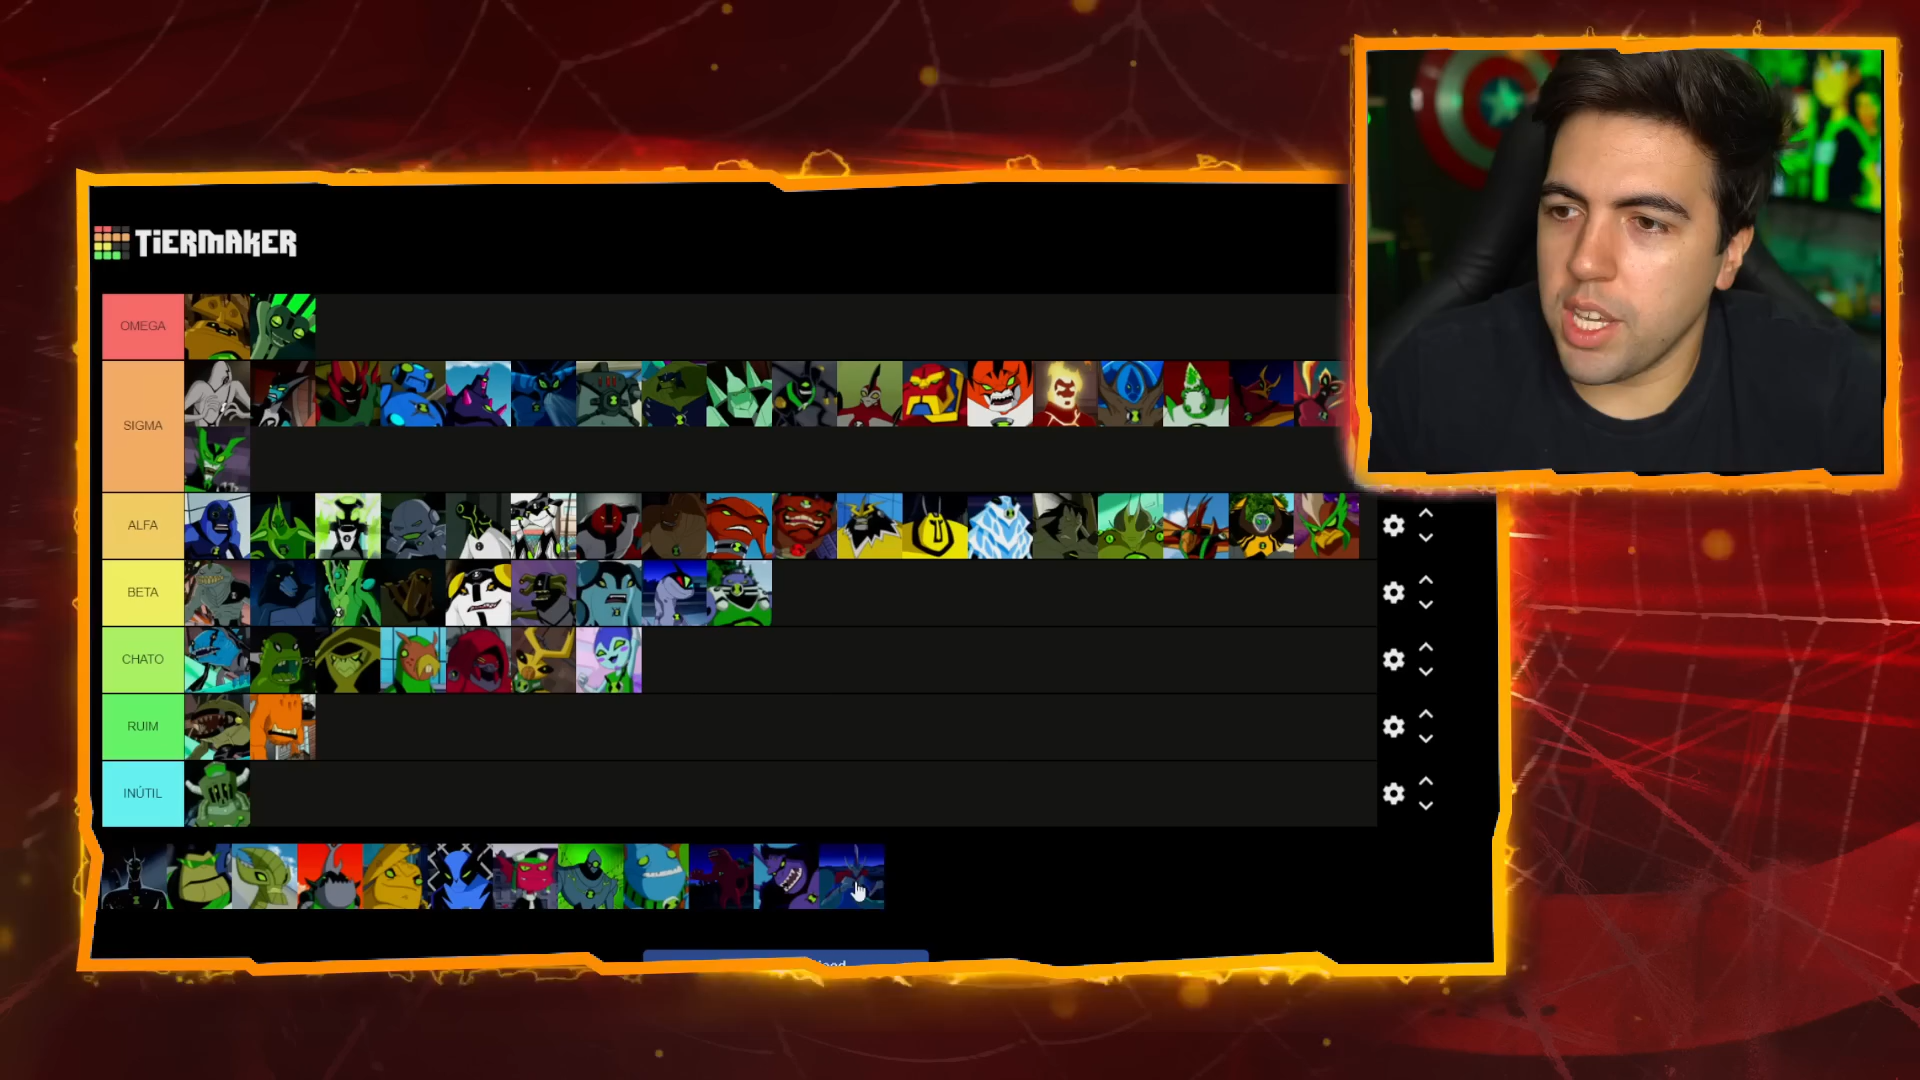 TiERMAKER
OMEGA
SIGMA
ALFA
BETA
CHATO
RUIM
INÚTIL